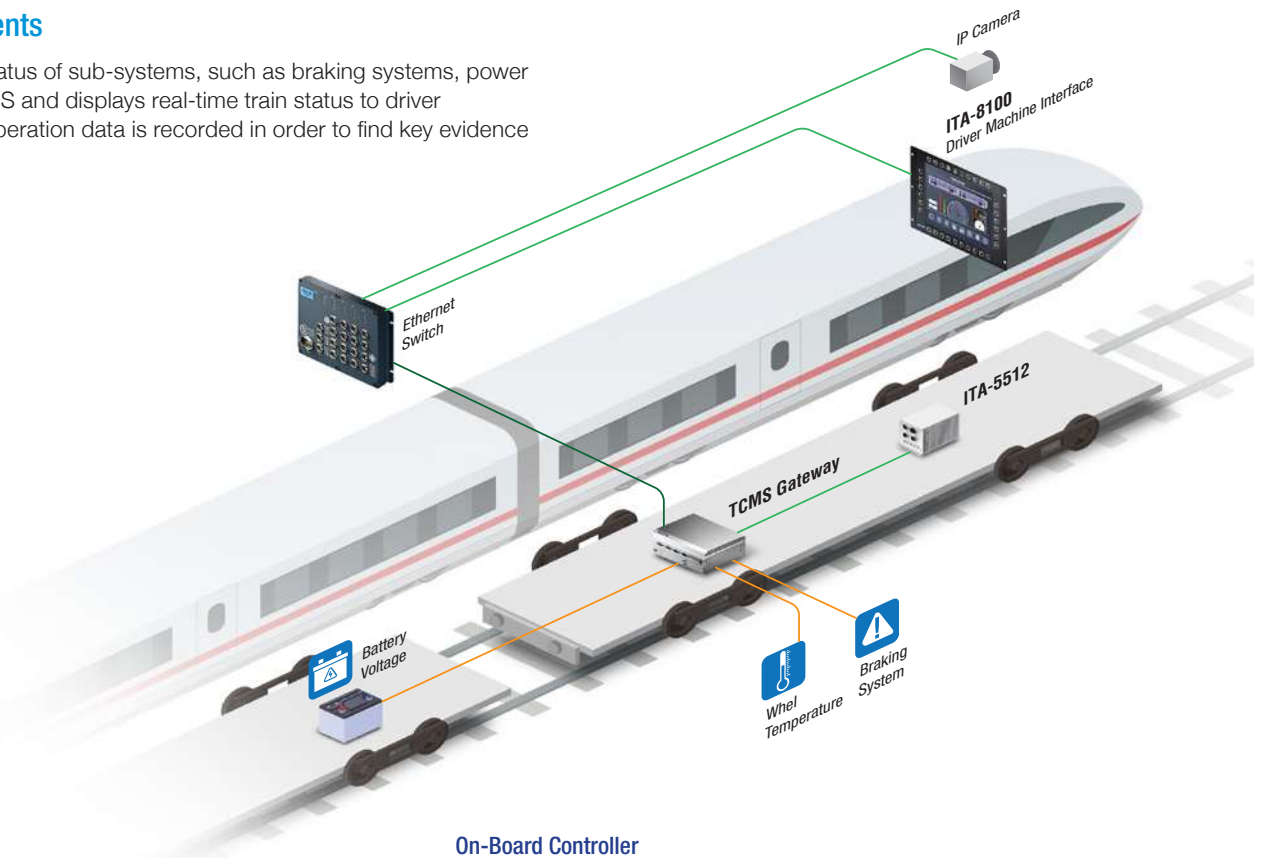 ents
atus of sub-systems, such as braking systems, power
S and displays real-time train status to driver
peration data is recorded in order to find key evidence
IP Camera
ITA-8100
Driver Machine Interface
Ethernet
Switch
ITA-5512
TCMS Gateway
Battery
Voltage
Whel
Temperature
Braking
System
On-Board Controller